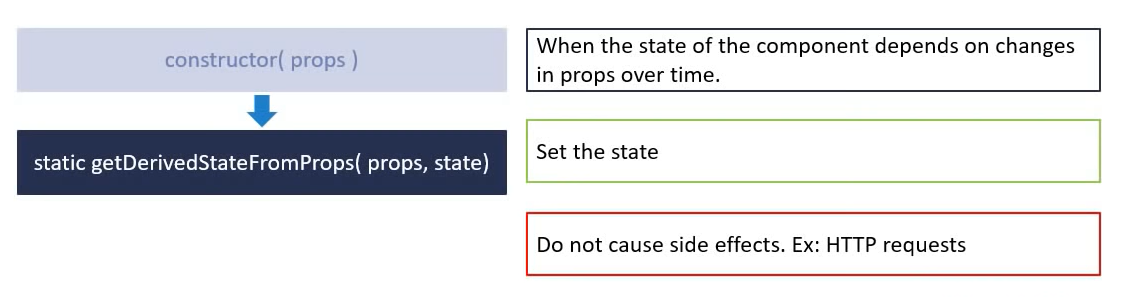 constructor( props )
When the state of the component depends on changes
in props over time.
static getDerivedStateFromProps( props, state)
Set the state
Do not cause side effects. Ex: HTTP requests